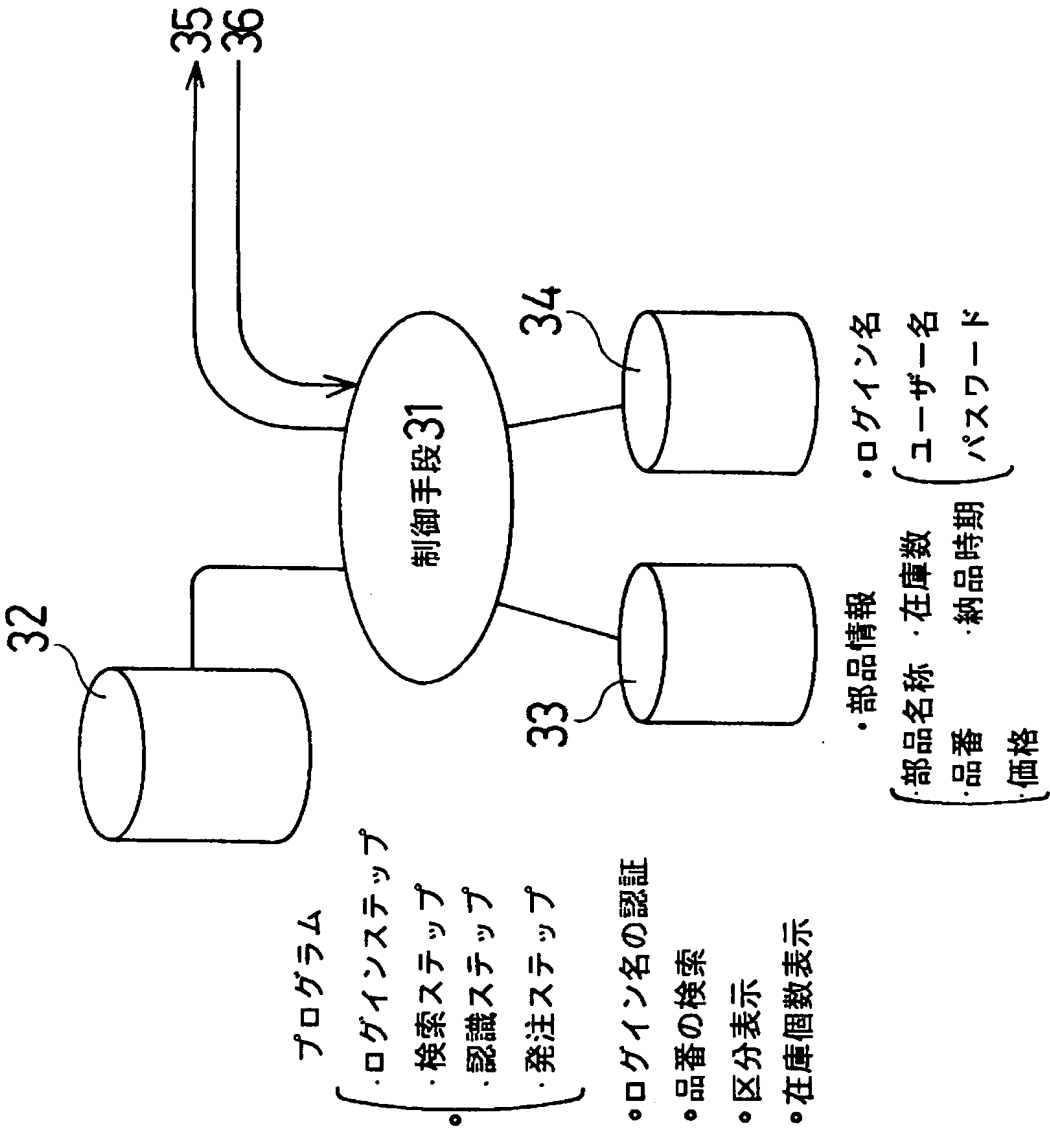 35
36
32
制御手段31
34
33
プログラム
・ログインステップ
・検索ステップ
・認識ステップ
・発注ステップ
•ログイン名の認証
•品番の検索
•区分表示
•在庫個数表示
・部品情報
・部品名称 ・在庫数
・品番 ・納品時期
・価格
・ログイン名
ユーザー名
パスワード